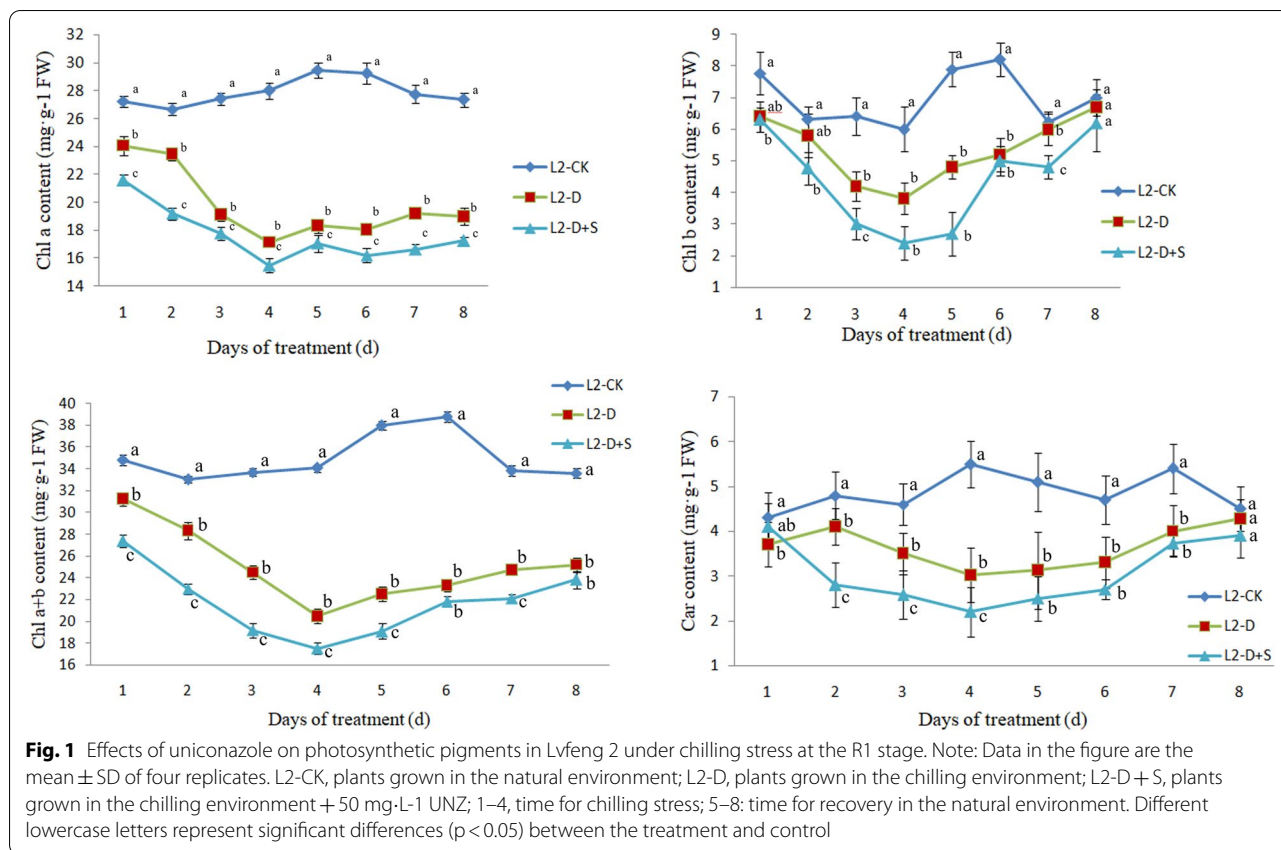 Chl a content (mg·g-1 FW)
32
30
28
26
24
22
20
18
16
14
a a a a a a a a
b b b b b b b b
c c c c c c c c
1 2 3 4 5 6 7 8
Days of treatment (d)
L2-CK
L2-D
L2-D+S
Chl b content (mg·g-1 FW)
9
8
7
6
5
4
3
2
1
a a a a a a a a
ab ab b b b b b a
b b c b b b c a
1 2 3 4 5 6 7 8
Days of treatment (d)
L2-CK
L2-D
L2-D+S
Chl a+b content (mg·g-1 FW)
40
38
36
34
32
30
28
26
24
22
20
18
16
a a a a a a a a
b b b b b b b b
c c c c c b c b
1 2 3 4 5 6 7 8
Days of treatment (d)
L2-CK
L2-D
L2-D+S
Car content (mg·g-1 FW)
7
6
5
4
3
2
1
a a a a a a a a
ab b b b b b b a
b c c c b b b a
1 2 3 4 5 6 7 8
Days of treatment (d)
L2-CK
L2-D
L2-D+S
Fig. 1 Effects of uniconazole on photosynthetic pigments in Lvfeng 2 under chilling stress at the R1 stage. Note: Data in the figure are the
mean ± SD of four replicates. L2-CK, plants grown in the natural environment; L2-D, plants grown in the chilling environment; L2-D + S, plants
grown in the chilling environment + 50 mg·L-1 UNZ; 1–4, time for chilling stress; 5–8: time for recovery in the natural environment. Different
lowercase letters represent significant differences (p < 0.05) between the treatment and control